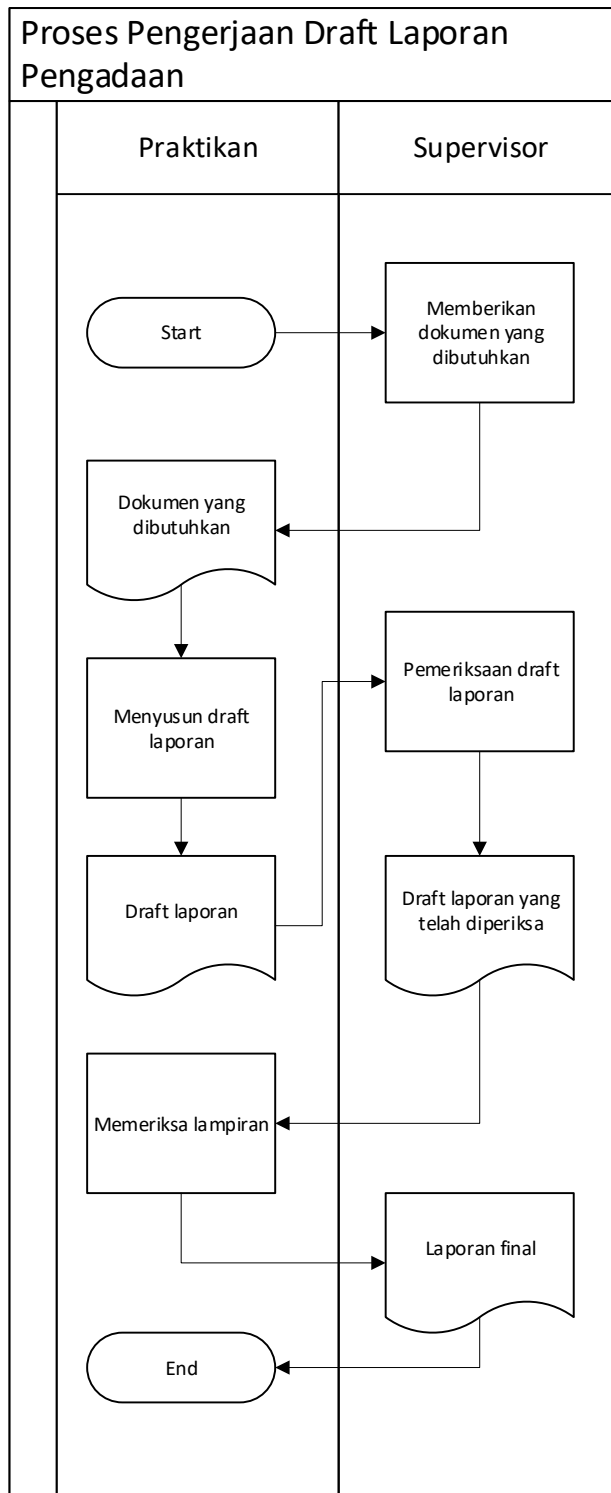 Proses Pengerjaan Draft Laporan
Pengadaan
Praktikan
Supervisor
Start
Memberikan
dokumen yang
dibutuhkan
Dokumen yang
dibutuhkan
Menyusun draft
laporan
Pemeriksaan draft
laporan
Draft laporan
Draft laporan yang
telah diperiksa
Memeriksa lampiran
Laporan final
End